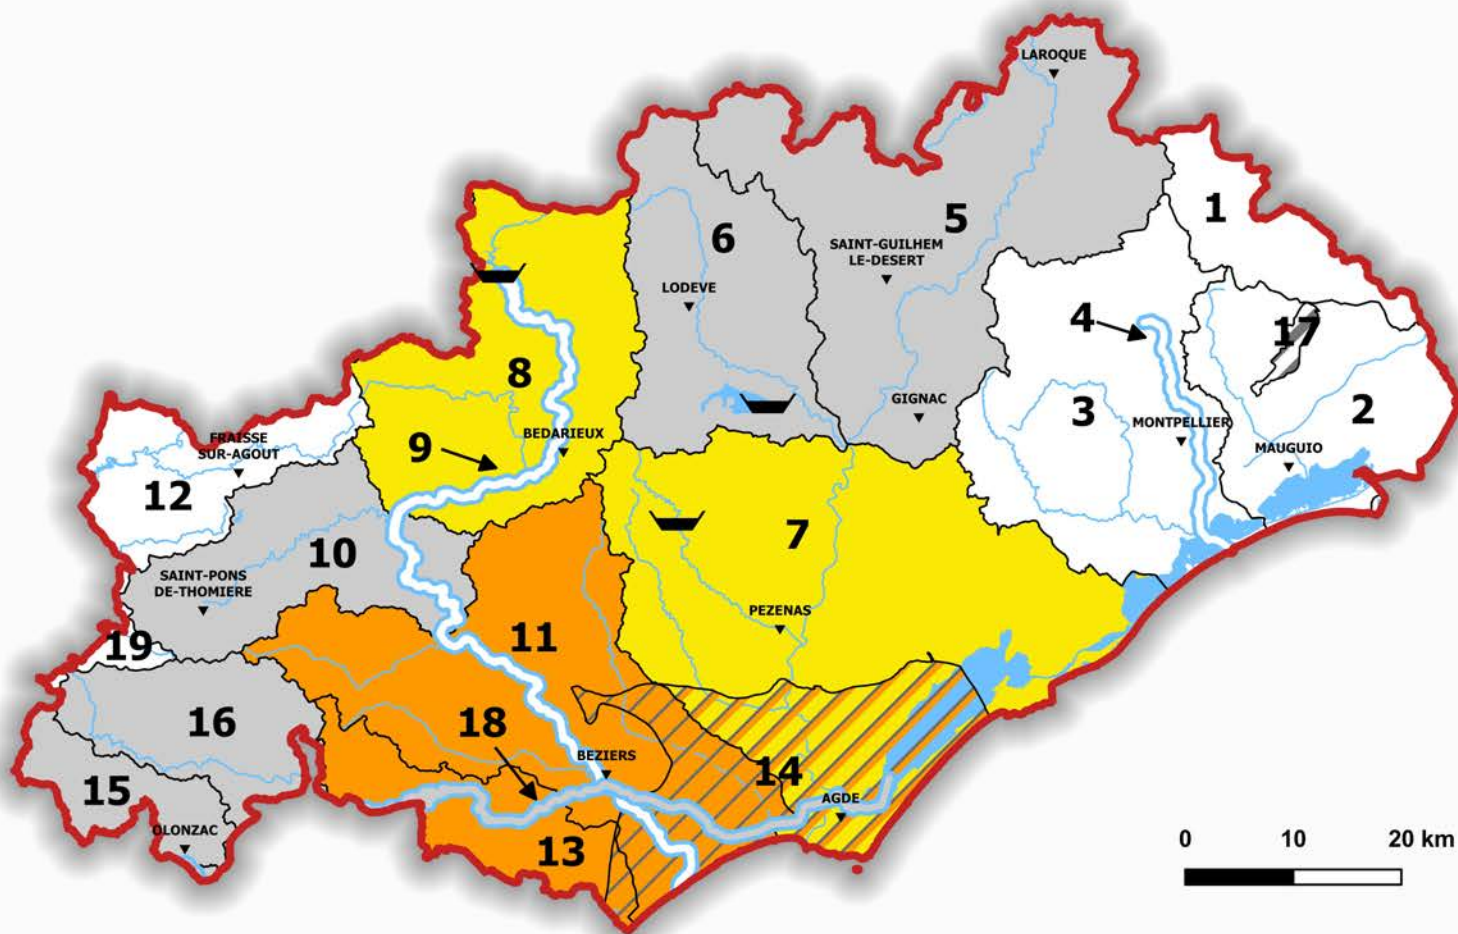 LAROQUE
1
5
6
SAINT-GUILHEM
LE-DESERT
LODEVE
4
17
8
GIGNAC
3
2
MONTPELLIER
BEDARIEUX
9
FRAISSE
SUR-AGOUT
MAUGUIO
12
7
10
SAINT-PONS
DE-THOMIERE
PEZENAS
11
19
16
18
BEZIERS
14
15
AGDE
OLONZAC
13
0 10 20 km